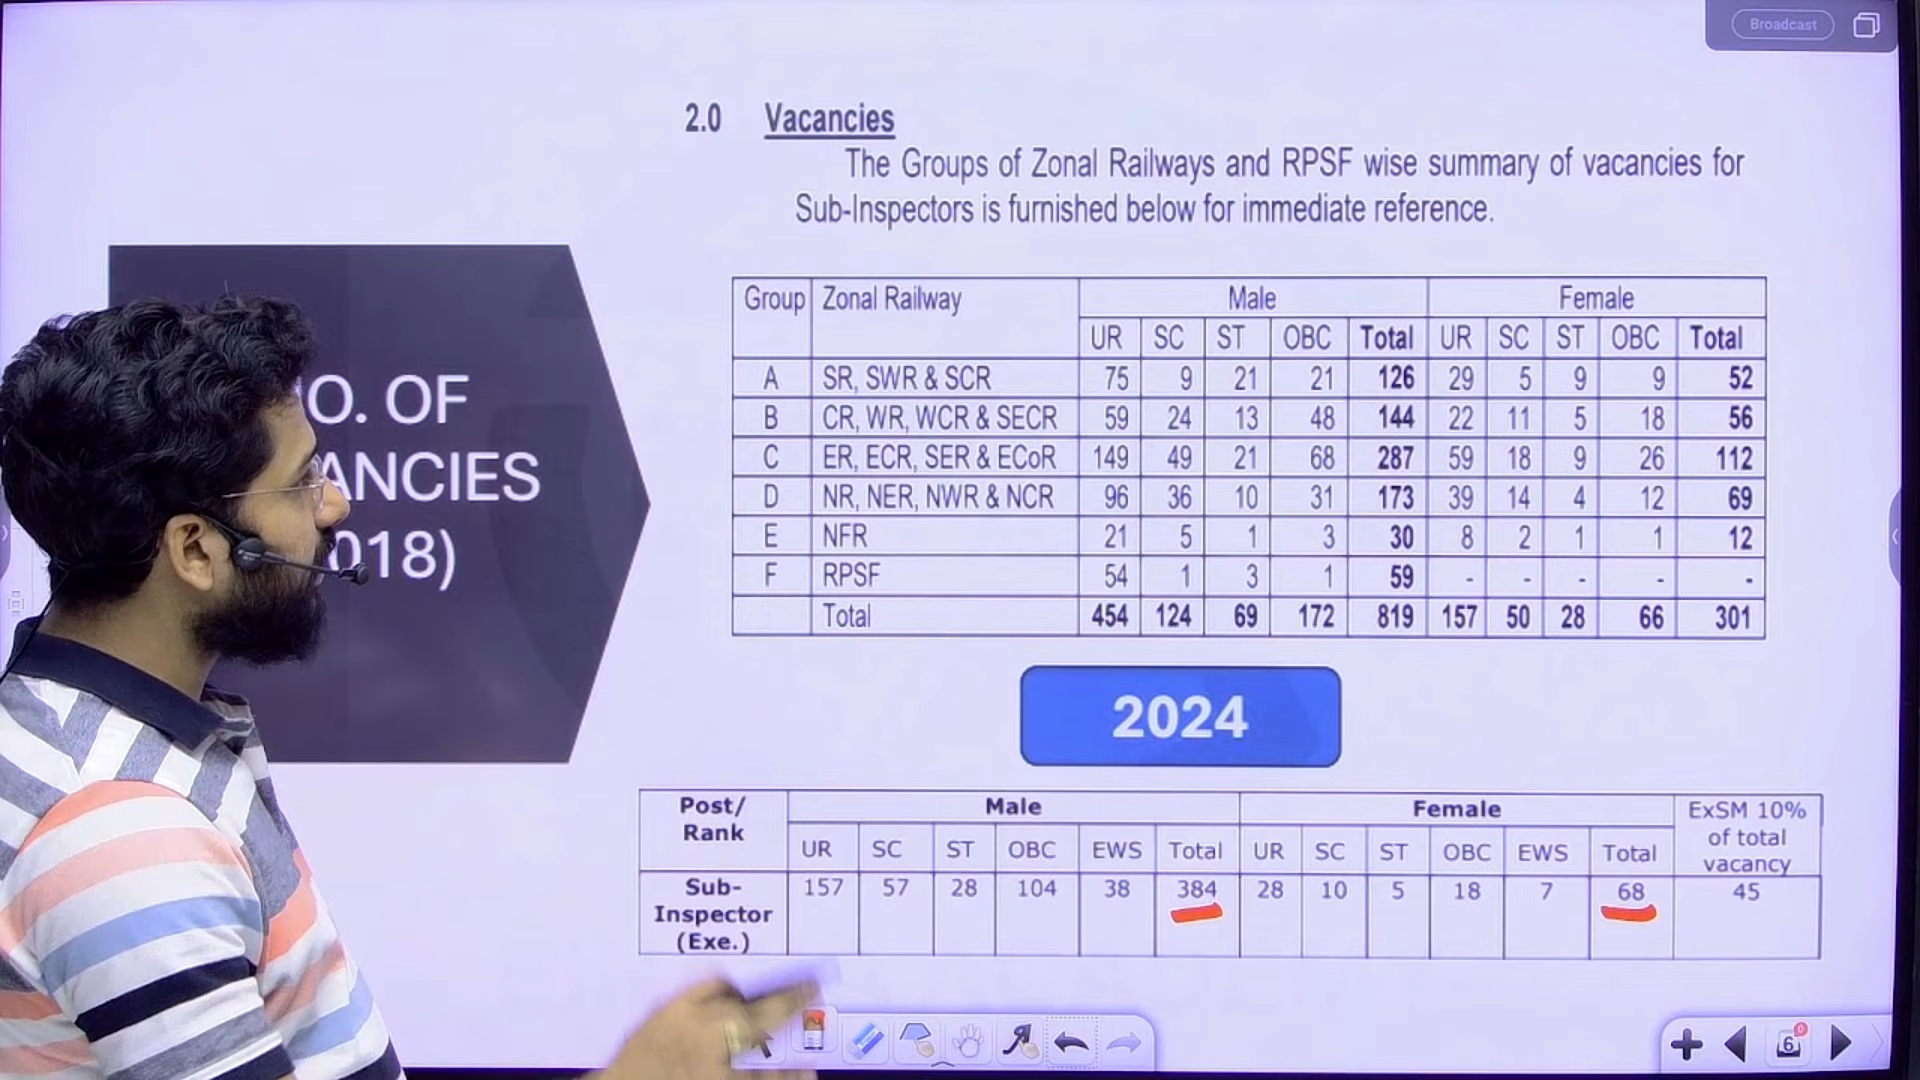 Broadcast
2.0 Vacancies
The Groups of Zonal Railways and RPSF wise summary of vacancies for
Sub-Inspectors is furnished below for immediate reference.
O. OF
ANCIES
018)
Group Zonal Railway Male Female
UR SC ST OBC Total UR SC ST OBC Total
A SR, SWR & SCR 75 9 21 21 126 29 5 9 9 52
B CR, WR, WCR & SECR 59 24 13 48 144 22 11 5 18 56
C ER, ECR, SER & ECoR 149 49 21 68 287 59 18 9 26 112
D NR, NER, NWR & NCR 96 36 10 31 173 39 14 4 12 69
E NFR 21 5 1 3 30 8 2 1 1 12
F RPSF 54 1 3 1 59 - - - - -
Total 454 124 69 172 819 157 50 28 66 301
2024
Post/ Rank Male Female ExSM 10% of total vacancy
UR SC ST OBC EWS Total UR SC ST OBC EWS Total
Sub-Inspector (Exe.) 157 57 28 104 38 384 28 10 5 18 7 68 45
6
0